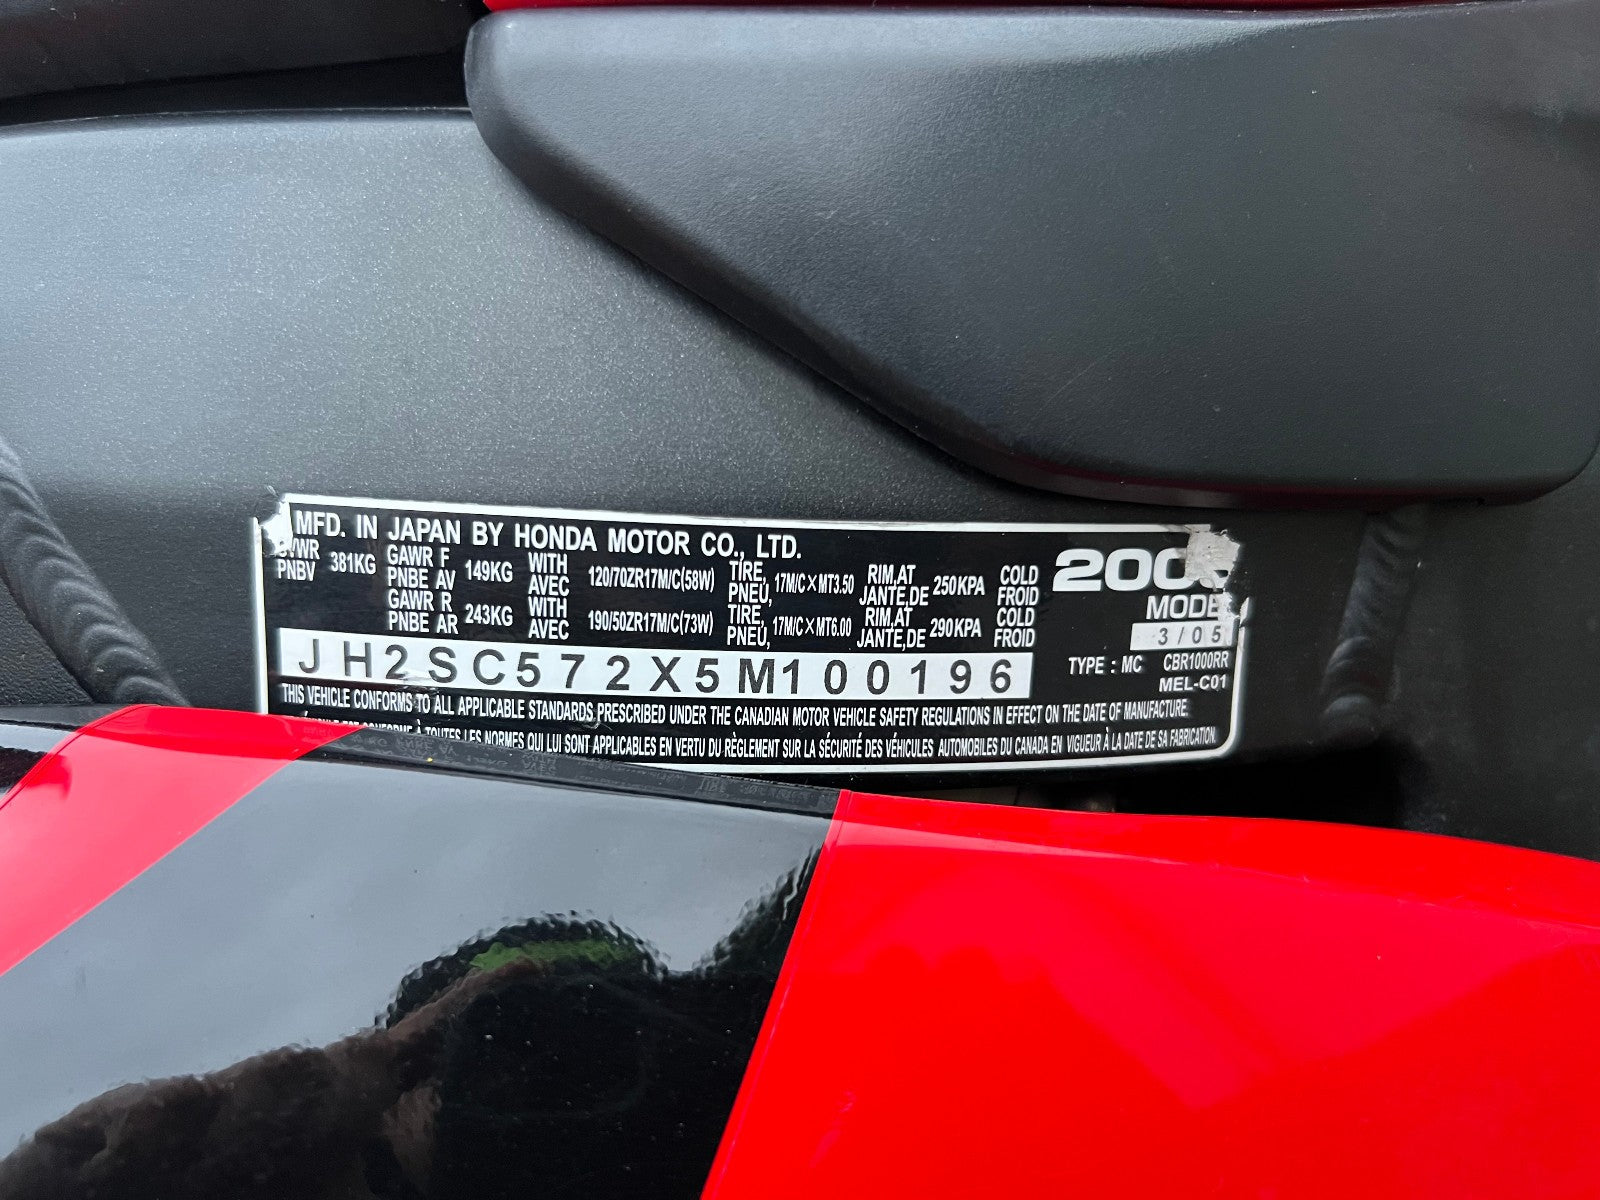 MFD. IN JAPAN BY HONDA MOTOR CO., LTD.
GVWR PNBV 381KG GAWR F PNBE AV 149KG WITH AVEC 120/70ZR17M/C(58W) TIRE, PNEU, 17M/C×MT3.50 RIM,AT JANTE,DE 250KPA COLD FROID
GAWR R PNBE AR 243KG WITH AVEC 190/50ZR17M/C(73W) TIRE, PNEU, 17M/C×MT6.00 RIM,AT JANTE,DE 290KPA COLD FROID
MODEL
3/05
JH2SC572X5M100196
TYPE : MC CBR1000RR
MEL-C01
THIS VEHICLE CONFORMS TO ALL APPLICABLE STANDARDS PRESCRIBED UNDER THE CANADIAN MOTOR VEHICLE SAFETY REGULATIONS IN EFFECT ON THE DATE OF MANUFACTURE.
EST CONFORME À TOUTES LES NORMES QUI LUI SONT APPLICABLES EN VERTU DU RÈGLEMENT SUR LA SÉCURITÉ DES VÉHICULES AUTOMOBILES DU CANADA EN VIGUEUR À LA DATE DE SA FABRICATION.